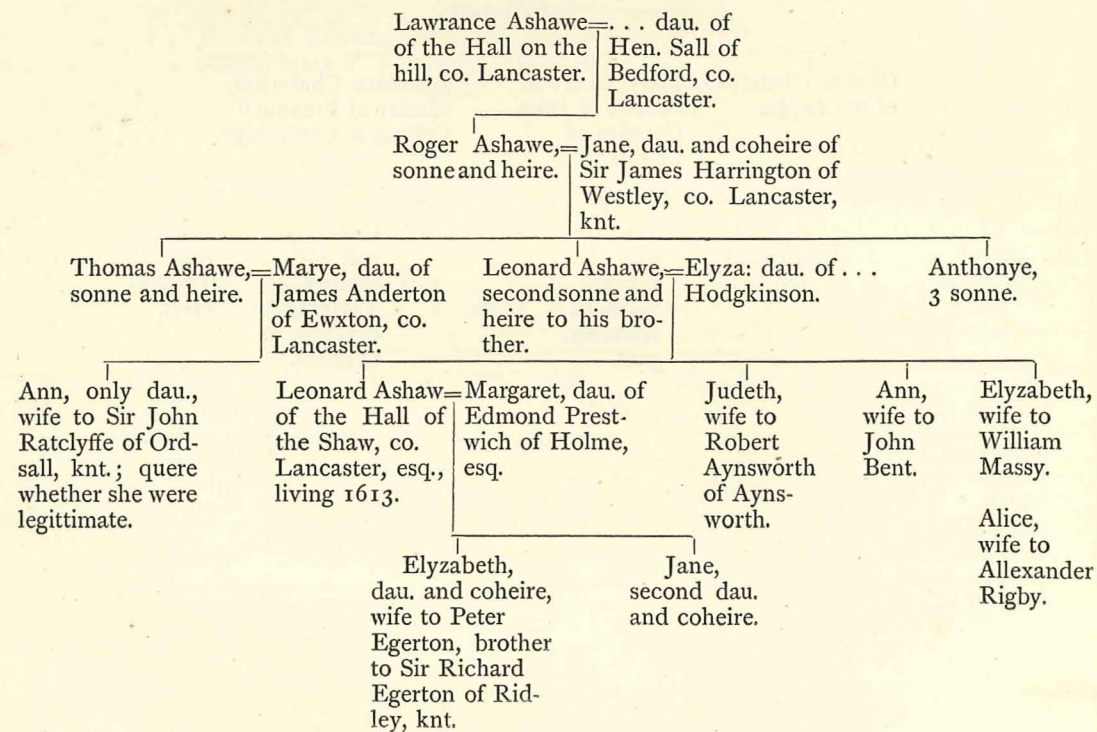 Lawrance Ashawe=. . . dau. of
of the Hall on the
hill, co. Lancaster.
Hen. Sall of
Bedford, co.
Lancaster.
Roger Ashawe,=Jane, dau. and coheire of
sonne and heire.
Sir James Harrington of
Westley, co. Lancaster,
knt.
Thomas Ashawe,=Marye, dau. of
sonne and heire.
James Anderton
of Ewxton, co.
Lancaster.
Leonard Ashawe,=Elyza: dau. of . . .
second sonne and
heire to his bro-
ther.
Hodgkinson.
Anthonye,
3 sonne.
Ann, only dau.,
wife to Sir John
Ratclyffe of Ord-
sall, knt.; quere
whether she were
legittimate.
Leonard Ashaw=Margaret, dau. of
of the Hall of
the Shaw, co.
Lancaster, esq.,
living 1613.
Edmond Prest-
wich of Holme,
esq.
Judeth,
wife to
Robert
Aynsworth
of Ayns-
worth.
Ann,
wife to
John
Bent.
Elyzabeth,
wife to
William
Massy.
Alice,
wife to
Allexander
Rigby.
Elyzabeth,
dau. and coheire,
wife to Peter
Egerton, brother
to Sir Richard
Egerton of Rid-
ley, knt.
Jane,
second dau.
and coheire.